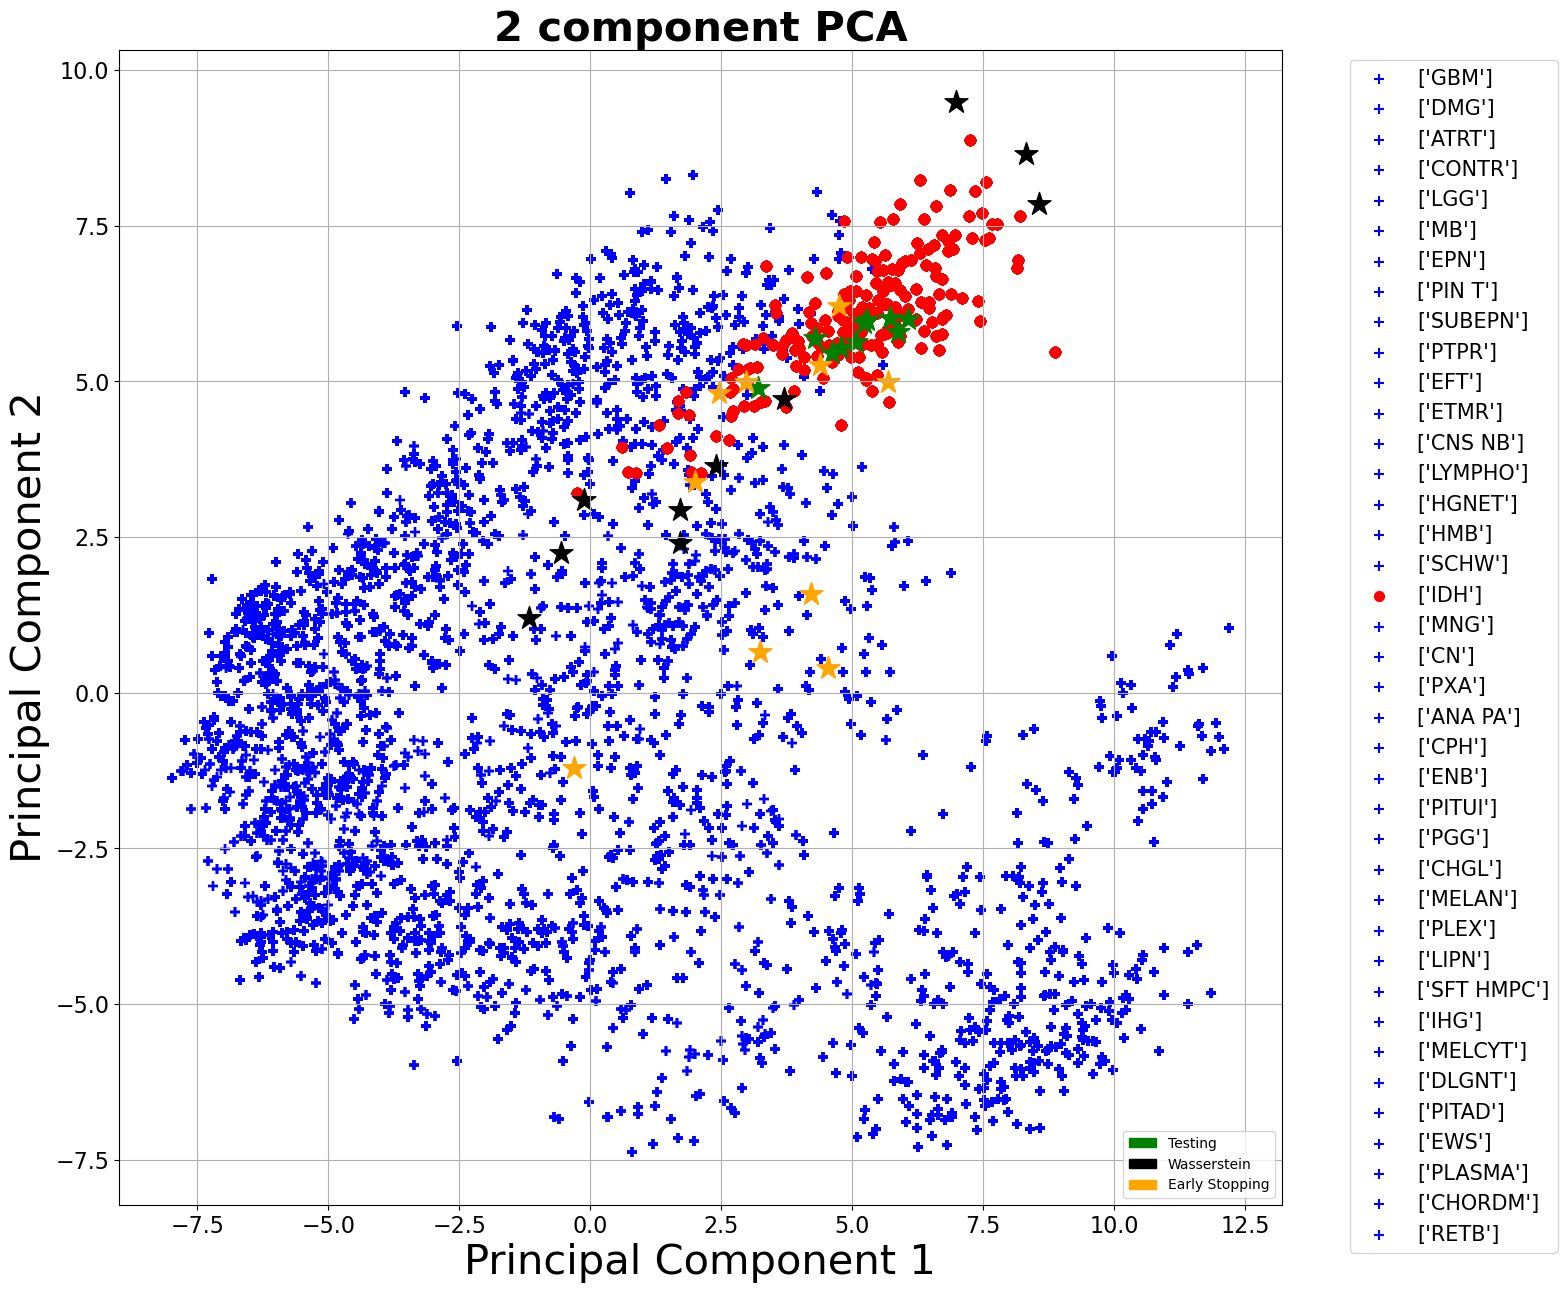 2 component PCA
10.0
7.5
5.0
2.5
0.0
−2.5
−5.0
−7.5
Principal Component 2
−7.5
−5.0
−2.5
0.0
2.5
5.0
7.5
10.0
12.5
Principal Component 1
Testing
Wasserstein
Early Stopping
['GBM']
['DMG']
['ATRT']
['CONTR']
['LGG']
['MB']
['EPN']
['PIN T']
['SUBEPN']
['PTPR']
['EFT']
['ETMR']
['CNS NB']
['LYMPHO']
['HGNET']
['HMB']
['SCHW']
['IDH']
['MNG']
['CN']
['PXA']
['ANA PA']
['CPH']
['ENB']
['PITUI']
['PGG']
['CHGL']
['MELAN']
['PLEX']
['LIPN']
['SFT HMPC']
['IHG']
['MELCYT']
['DLGNT']
['PITAD']
['EWS']
['PLASMA']
['CHORDM']
['RETB']